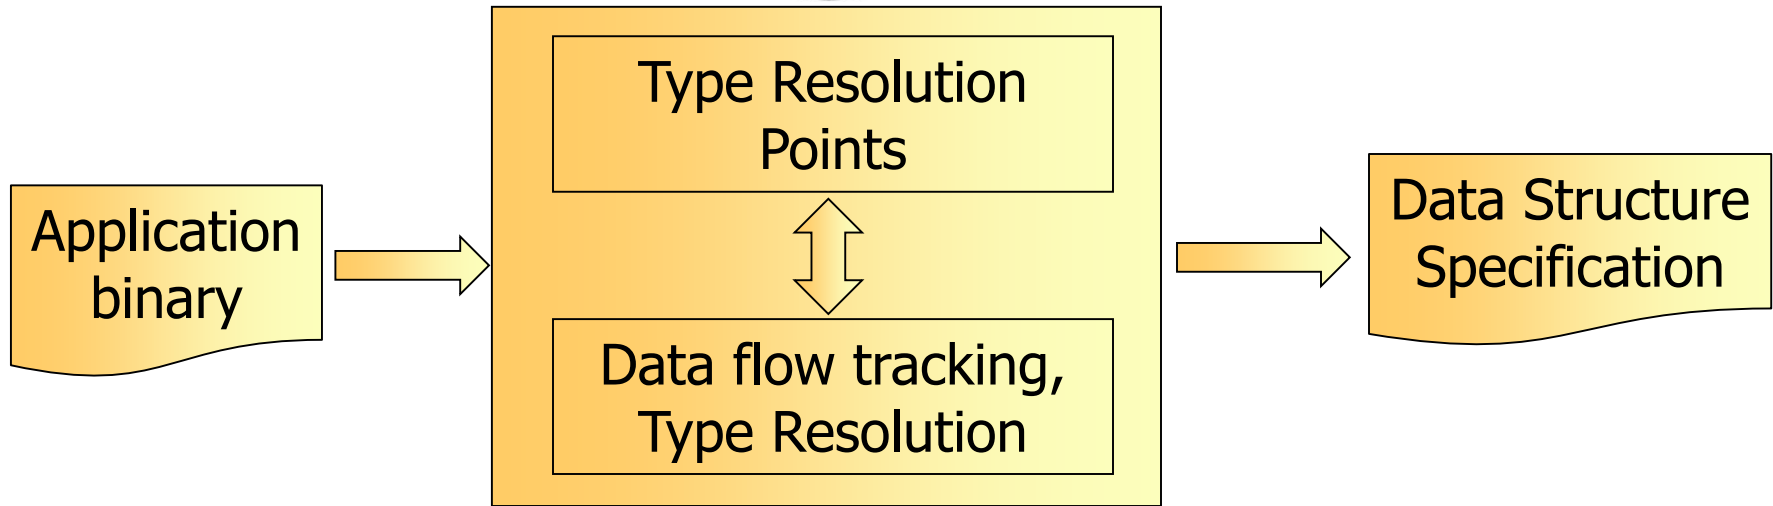 Type Resolution
Points
Application
binary
Data flow tracking,
Type Resolution
Data Structure
Specification